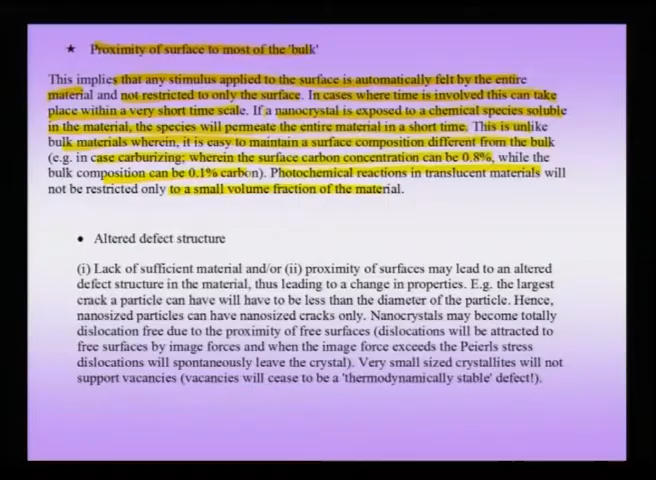 ★ Proximity of surface to most of the 'bulk'
This implies that any stimulus applied to the surface is automatically felt by the entire
material and not restricted to only the surface. In cases where time is involved this can take
place within a very short time scale. If a nanocrystal is exposed to a chemical species soluble
in the material, the species will permeate the entire material in a short time. This is unlike
bulk materials wherein, it is easy to maintain a surface composition different from the bulk
(e.g. in case carburizing; wherein the surface carbon concentration can be 0.8%, while the
bulk composition can be 0.1% carbon). Photochemical reactions in translucent materials will
not be restricted only to a small volume fraction of the material.
• Altered defect structure
(i) Lack of sufficient material and/or (ii) proximity of surfaces may lead to an altered
defect structure in the material, thus leading to a change in properties. E.g. the largest
crack a particle can have will have to be less than the diameter of the particle. Hence,
nanosized particles can have nanosized cracks only. Nanocrystals may become totally
dislocation free due to the proximity of free surfaces (dislocations will be attracted to
free surfaces by image forces and when the image force exceeds the Peierls stress
dislocations will spontaneously leave the crystal). Very small sized crystallites will not
support vacancies (vacancies will cease to be a 'thermodynamically stable' defect!).